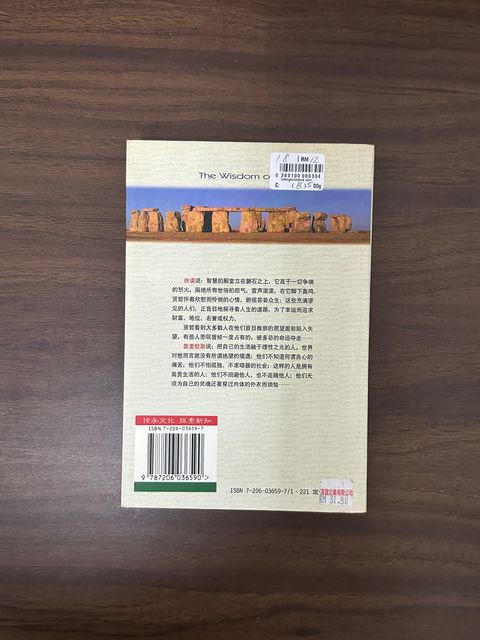 The Wisdom o
1.8 1 RM 12
0 200100 000304
C: 1815 00g
休谟说：智慧的殿堂立在磐石之上，它高于一切争端
的怒火，隔绝所有世俗的怨气。雷声滚滚，在它脚下轰鸣。
贤哲怀着欣慰而怜悯的心情，俯视芸芸众生：这些充满谬
见的人们，正盲目地探寻着人生的道路，为了幸运而追求
财富、地位、名誉或权力。
贤哲看到大多数人在他们盲目推崇的愿望面前陷入失
望，有些人悲叹曾经一度占有的，被多忌的命运夺走……
奥里欧斯说：把自己的生活融于理性之光的人，世界
对他而言就没有所谓绝望的境遇；他们不知道何谓良心的
痛苦，他们不怕孤独，不求喧嚣的社会；这样的人是拥有
高贵生活的人；他们不回避他人，也不追随他人；他们无
须为自己的灵魂还要穿过肉体的外衣而烦恼……
传承文化 探索新知
ISBN 7-206-03659-7
9 787206 036590 >
ISBN 7-206-03659-7/I·221 定
RM 31.90